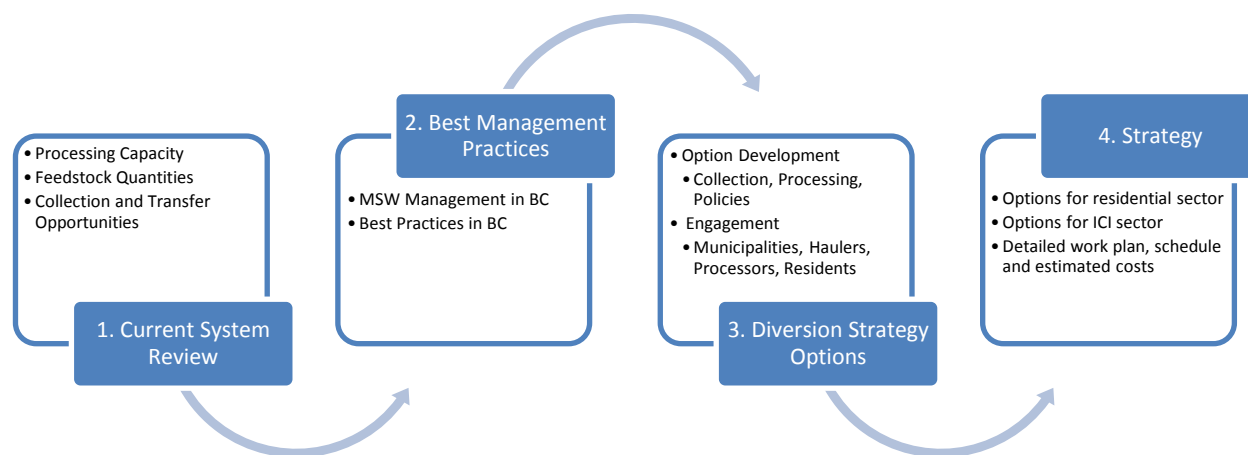 • Processing Capacity
• Feedstock Quantities
• Collection and Transfer
Opportunities
1. Current System
Review
2. Best Management
Practices
• MSW Management in BC
• Best Practices in BC
• Option Development
• Collection, Processing,
Policies
• Engagement
• Municipalities, Haulers,
Processors, Residents
3. Diversion Strategy
Options
4. Strategy
• Options for residential sector
• Options for ICI sector
• Detailed work plan, schedule
and estimated costs